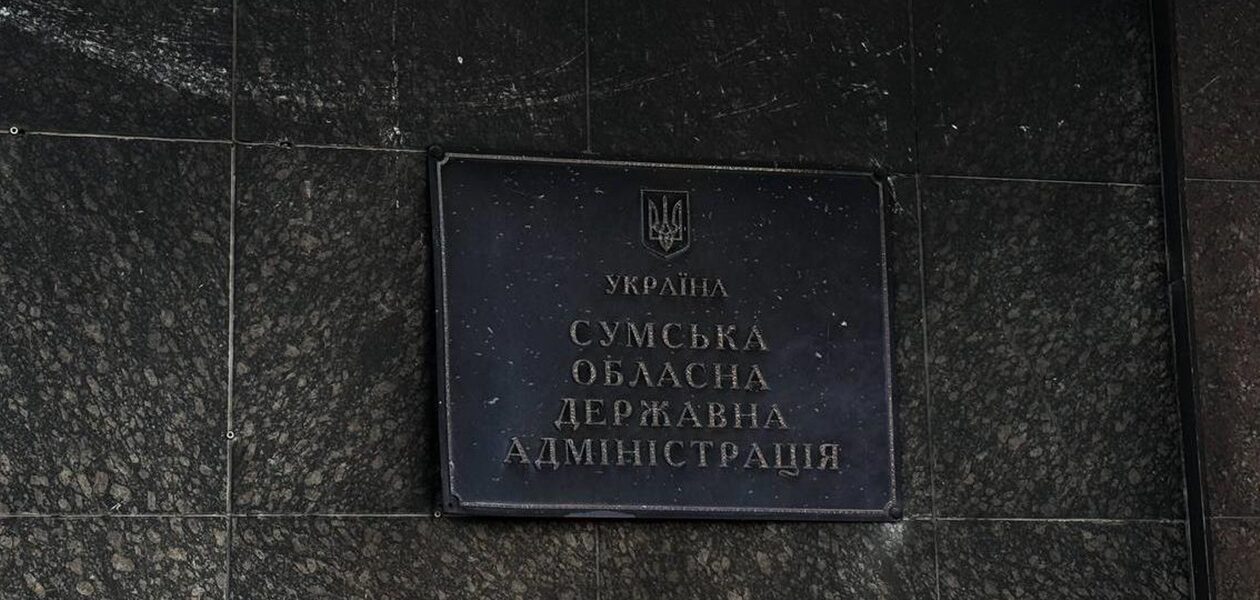 УКРАЇНА
СУМСЬКА
ОБЛАСНА
ДЕРЖАВНА
АДМІНІСТРАЦІЯ